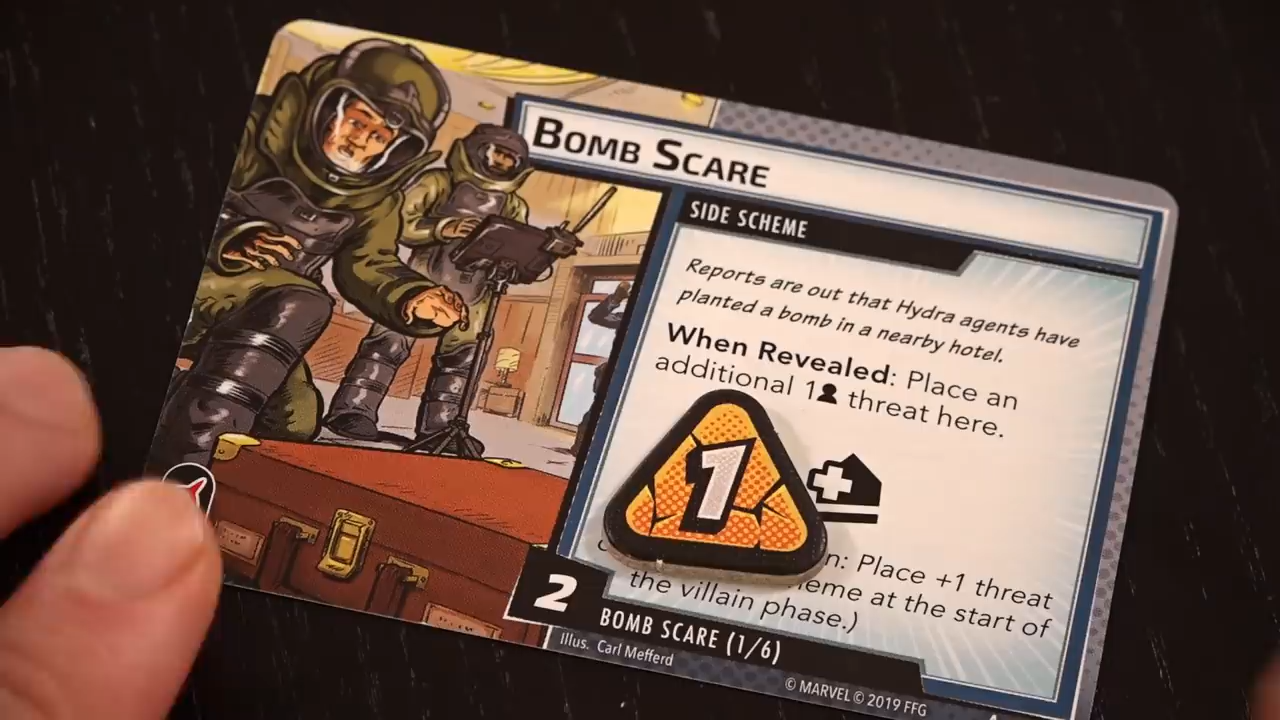 BOMB SCARE
SIDE SCHEME
Reports are out that Hydra agents have
planted a bomb in a nearby hotel.
When Revealed: Place an
additional 1 threat here.
1
n: Place +1 threat
eme at the start of
the villain phase.)
2
BOMB SCARE (1/6)
Illus. Carl Mefferd
© MARVEL © 2019 FFG